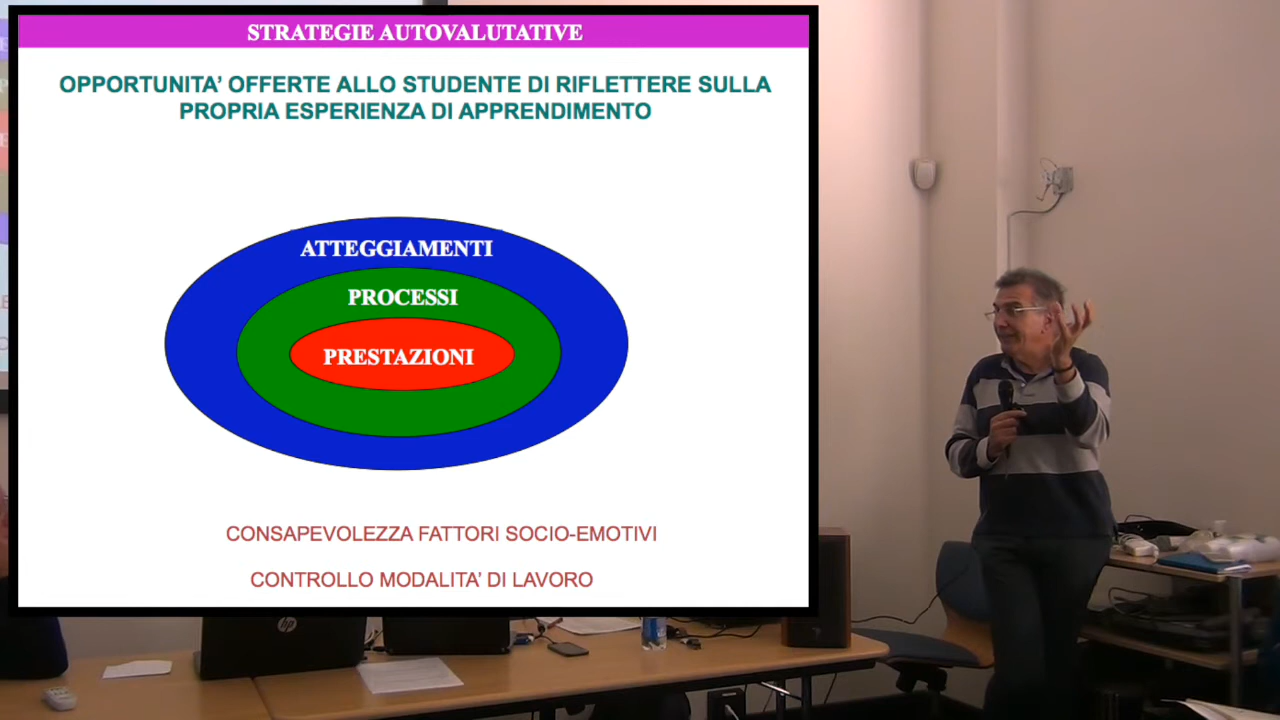 STRATEGIE AUTOVALUTATIVE
OPPORTUNITA’ OFFERTE ALLO STUDENTE DI RIFLETTERE SULLA
PROPRIA ESPERIENZA DI APPRENDIMENTO
ATTEGGIAMENTI
PROCESSI
PRESTAZIONI
CONSAPEVOLEZZA FATTORI SOCIO-EMOTIVI
CONTROLLO MODALITA’ DI LAVORO
hp